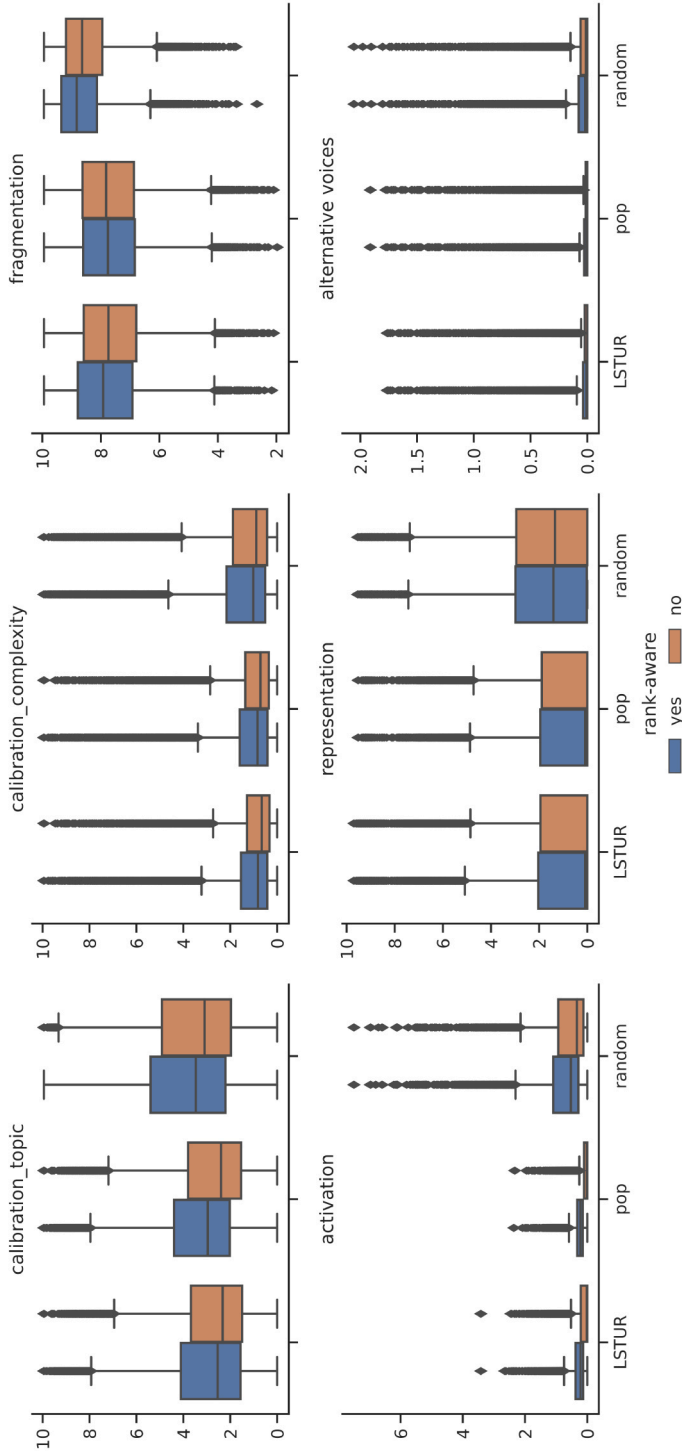 calibration_topic
10
8
6
4
2
0
calibration_complexity
10
8
6
4
2
0
fragmentation
10
8
6
4
2
activation
6
4
2
0
LSTUR
pop
random
representation
10
8
6
4
2
0
LSTUR
pop
random
alternative voices
2.0
1.5
1.0
0.5
0.0
LSTUR
pop
random
rank-aware
yes
no